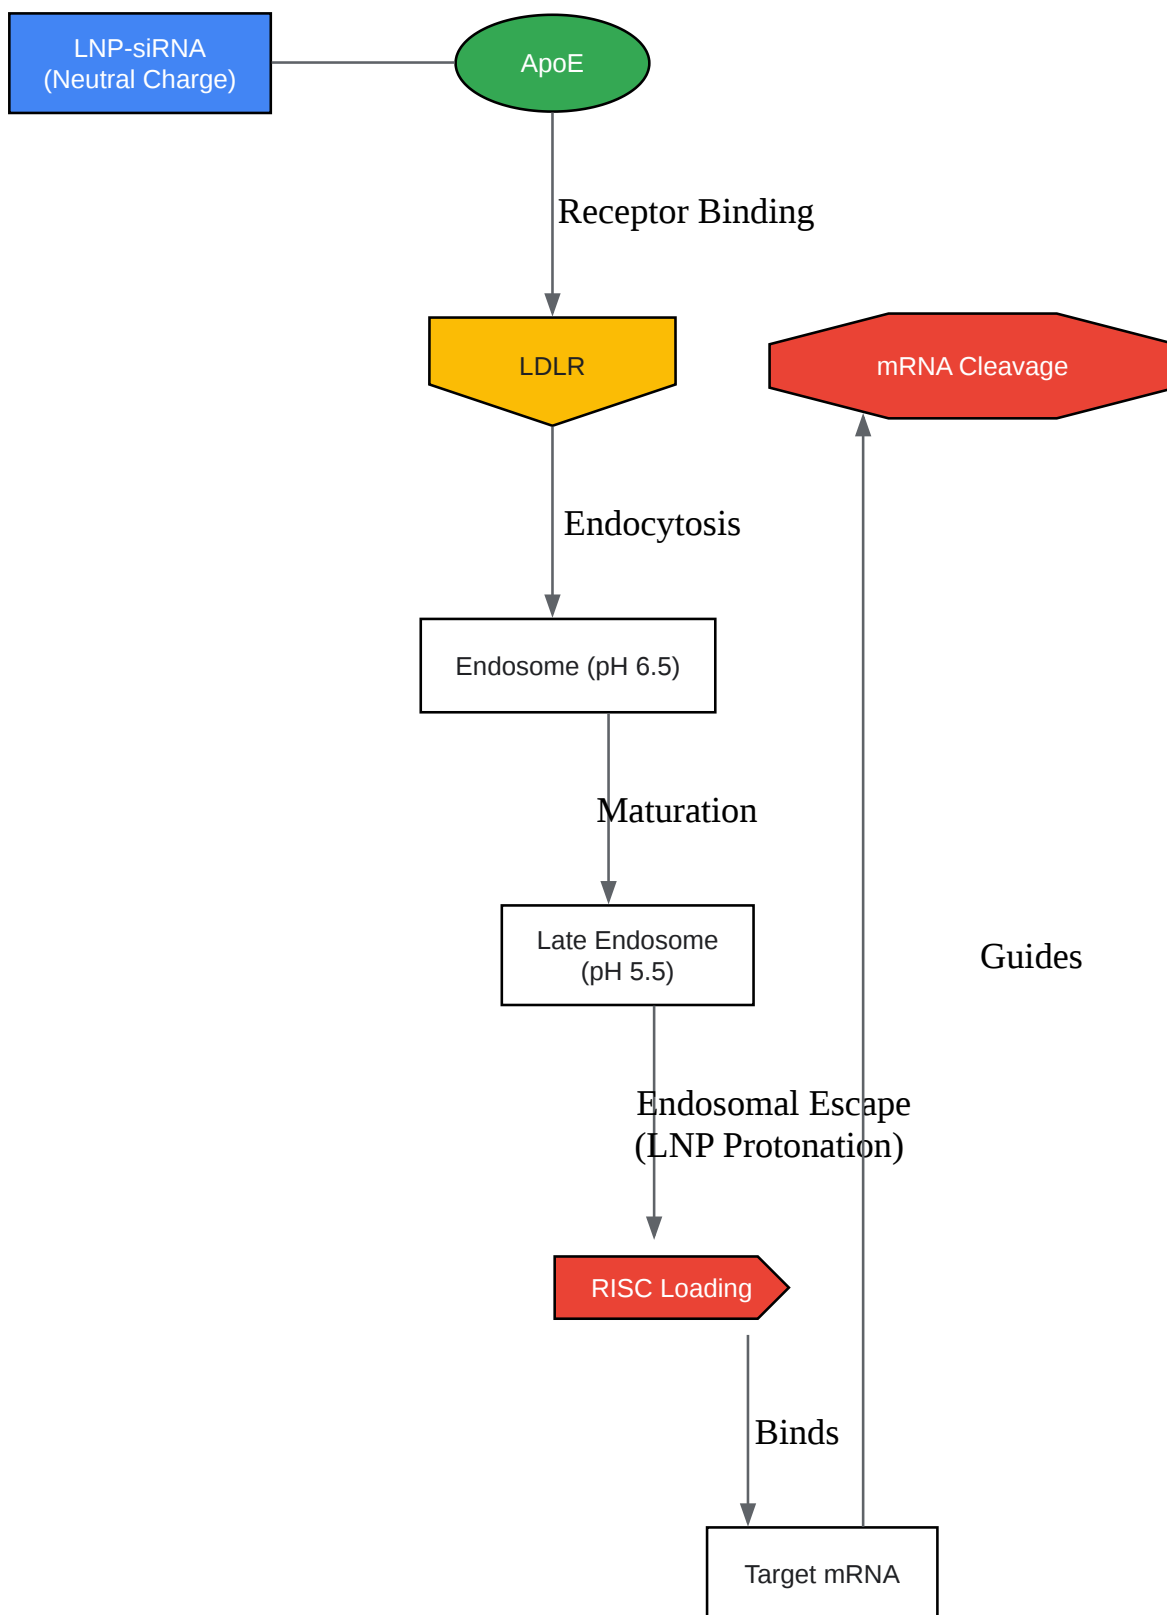 LNP-siRNA
(Neutral Charge)
ApoE
Receptor Binding
LDLR
mRNA Cleavage
Endocytosis
Endosome (pH 6.5)
Maturation
Late Endosome
(pH 5.5)
Guides
Endosomal Escape
(LNP Protonation)
RISC Loading
Binds
Target mRNA